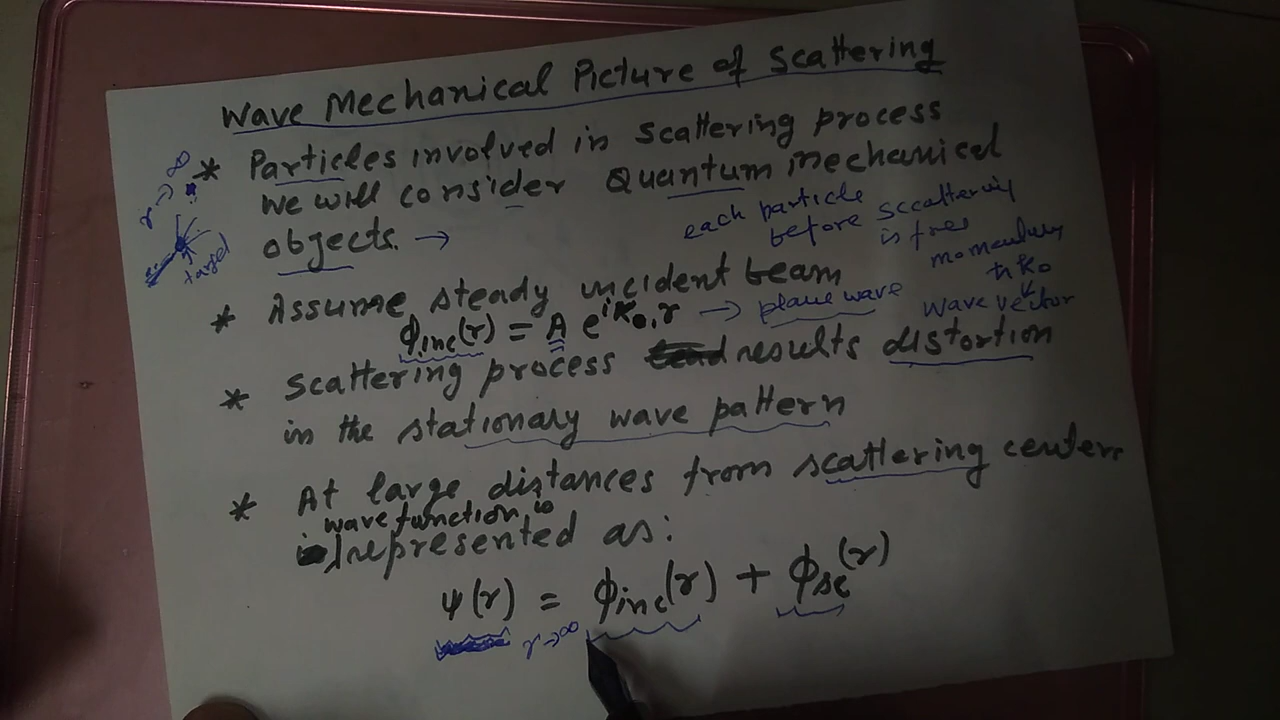 Wave Mechanical Picture of Scattering
* Particles involved in scattering process
we will consider Quantum mechanical
objects. →
each particle
before sccattering
is free
momentum
ħk₀
wave vector
r → ∞
target
* Assume steady incident beam
ϕinc(r) = A e^{iK₀.r} → plane wave
* Scattering process results distortion
in the stationary wave pattern
* At large distances from scattering centers
wave function is
represented as:
ψ(r) = ϕinc(r) + ϕsc(r)
r→∞